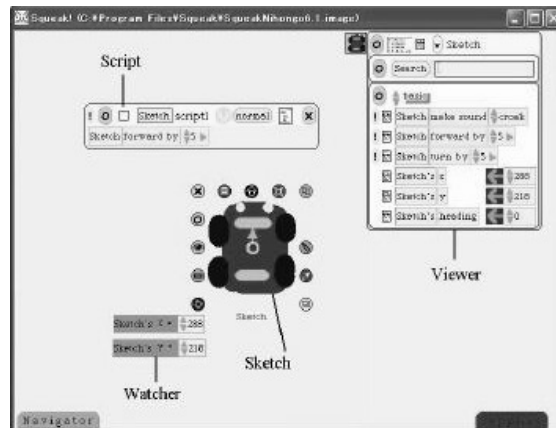 Squeak! (C:¥Program Files¥Squeak¥SqueakNihongo6.1.image)
Sketch
Search
Script
! Sketch script1 normal
Sketch forward by 5
basic
! Sketch make sound croak
! Sketch forward by 5
! Sketch turn by 5
Sketch's x 288
Sketch's y 218
Sketch's heading 0
Viewer
Sketch
Sketch's X = 288
Sketch's Y = 218
Sketch
Watcher
Navigator